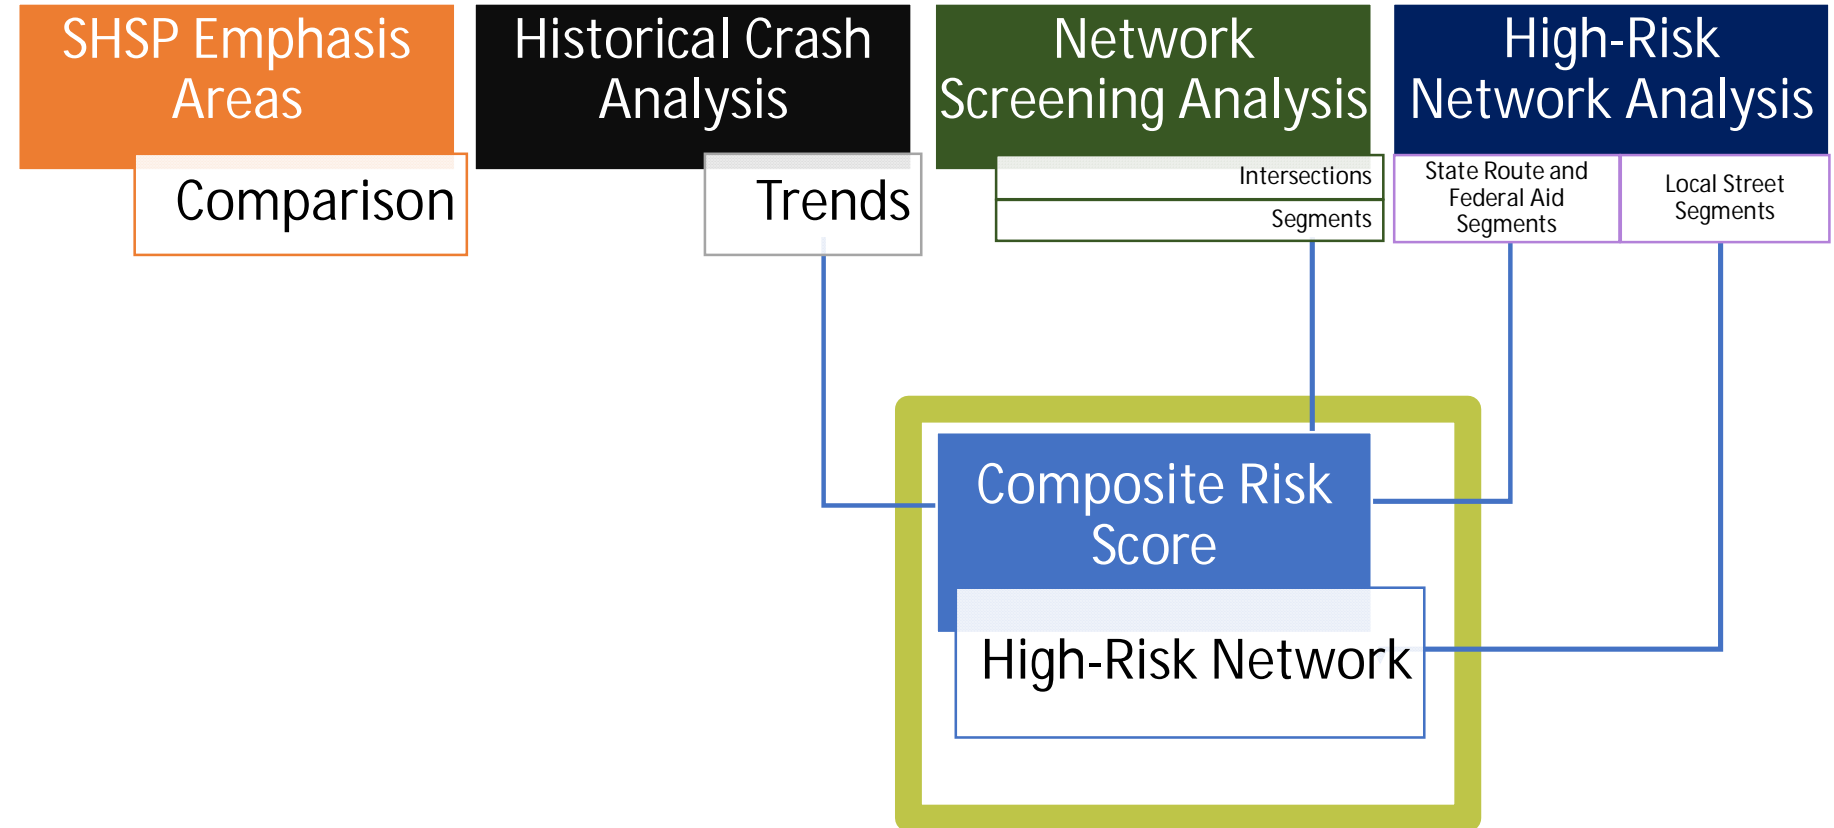 SHSP Emphasis
Areas
Comparison
Historical Crash
Analysis
Trends
Network
Screening Analysis
Intersections
Segments
High-Risk
Network Analysis
State Route and
Federal Aid
Segments
Local Street
Segments
Composite Risk
Score
High-Risk Network